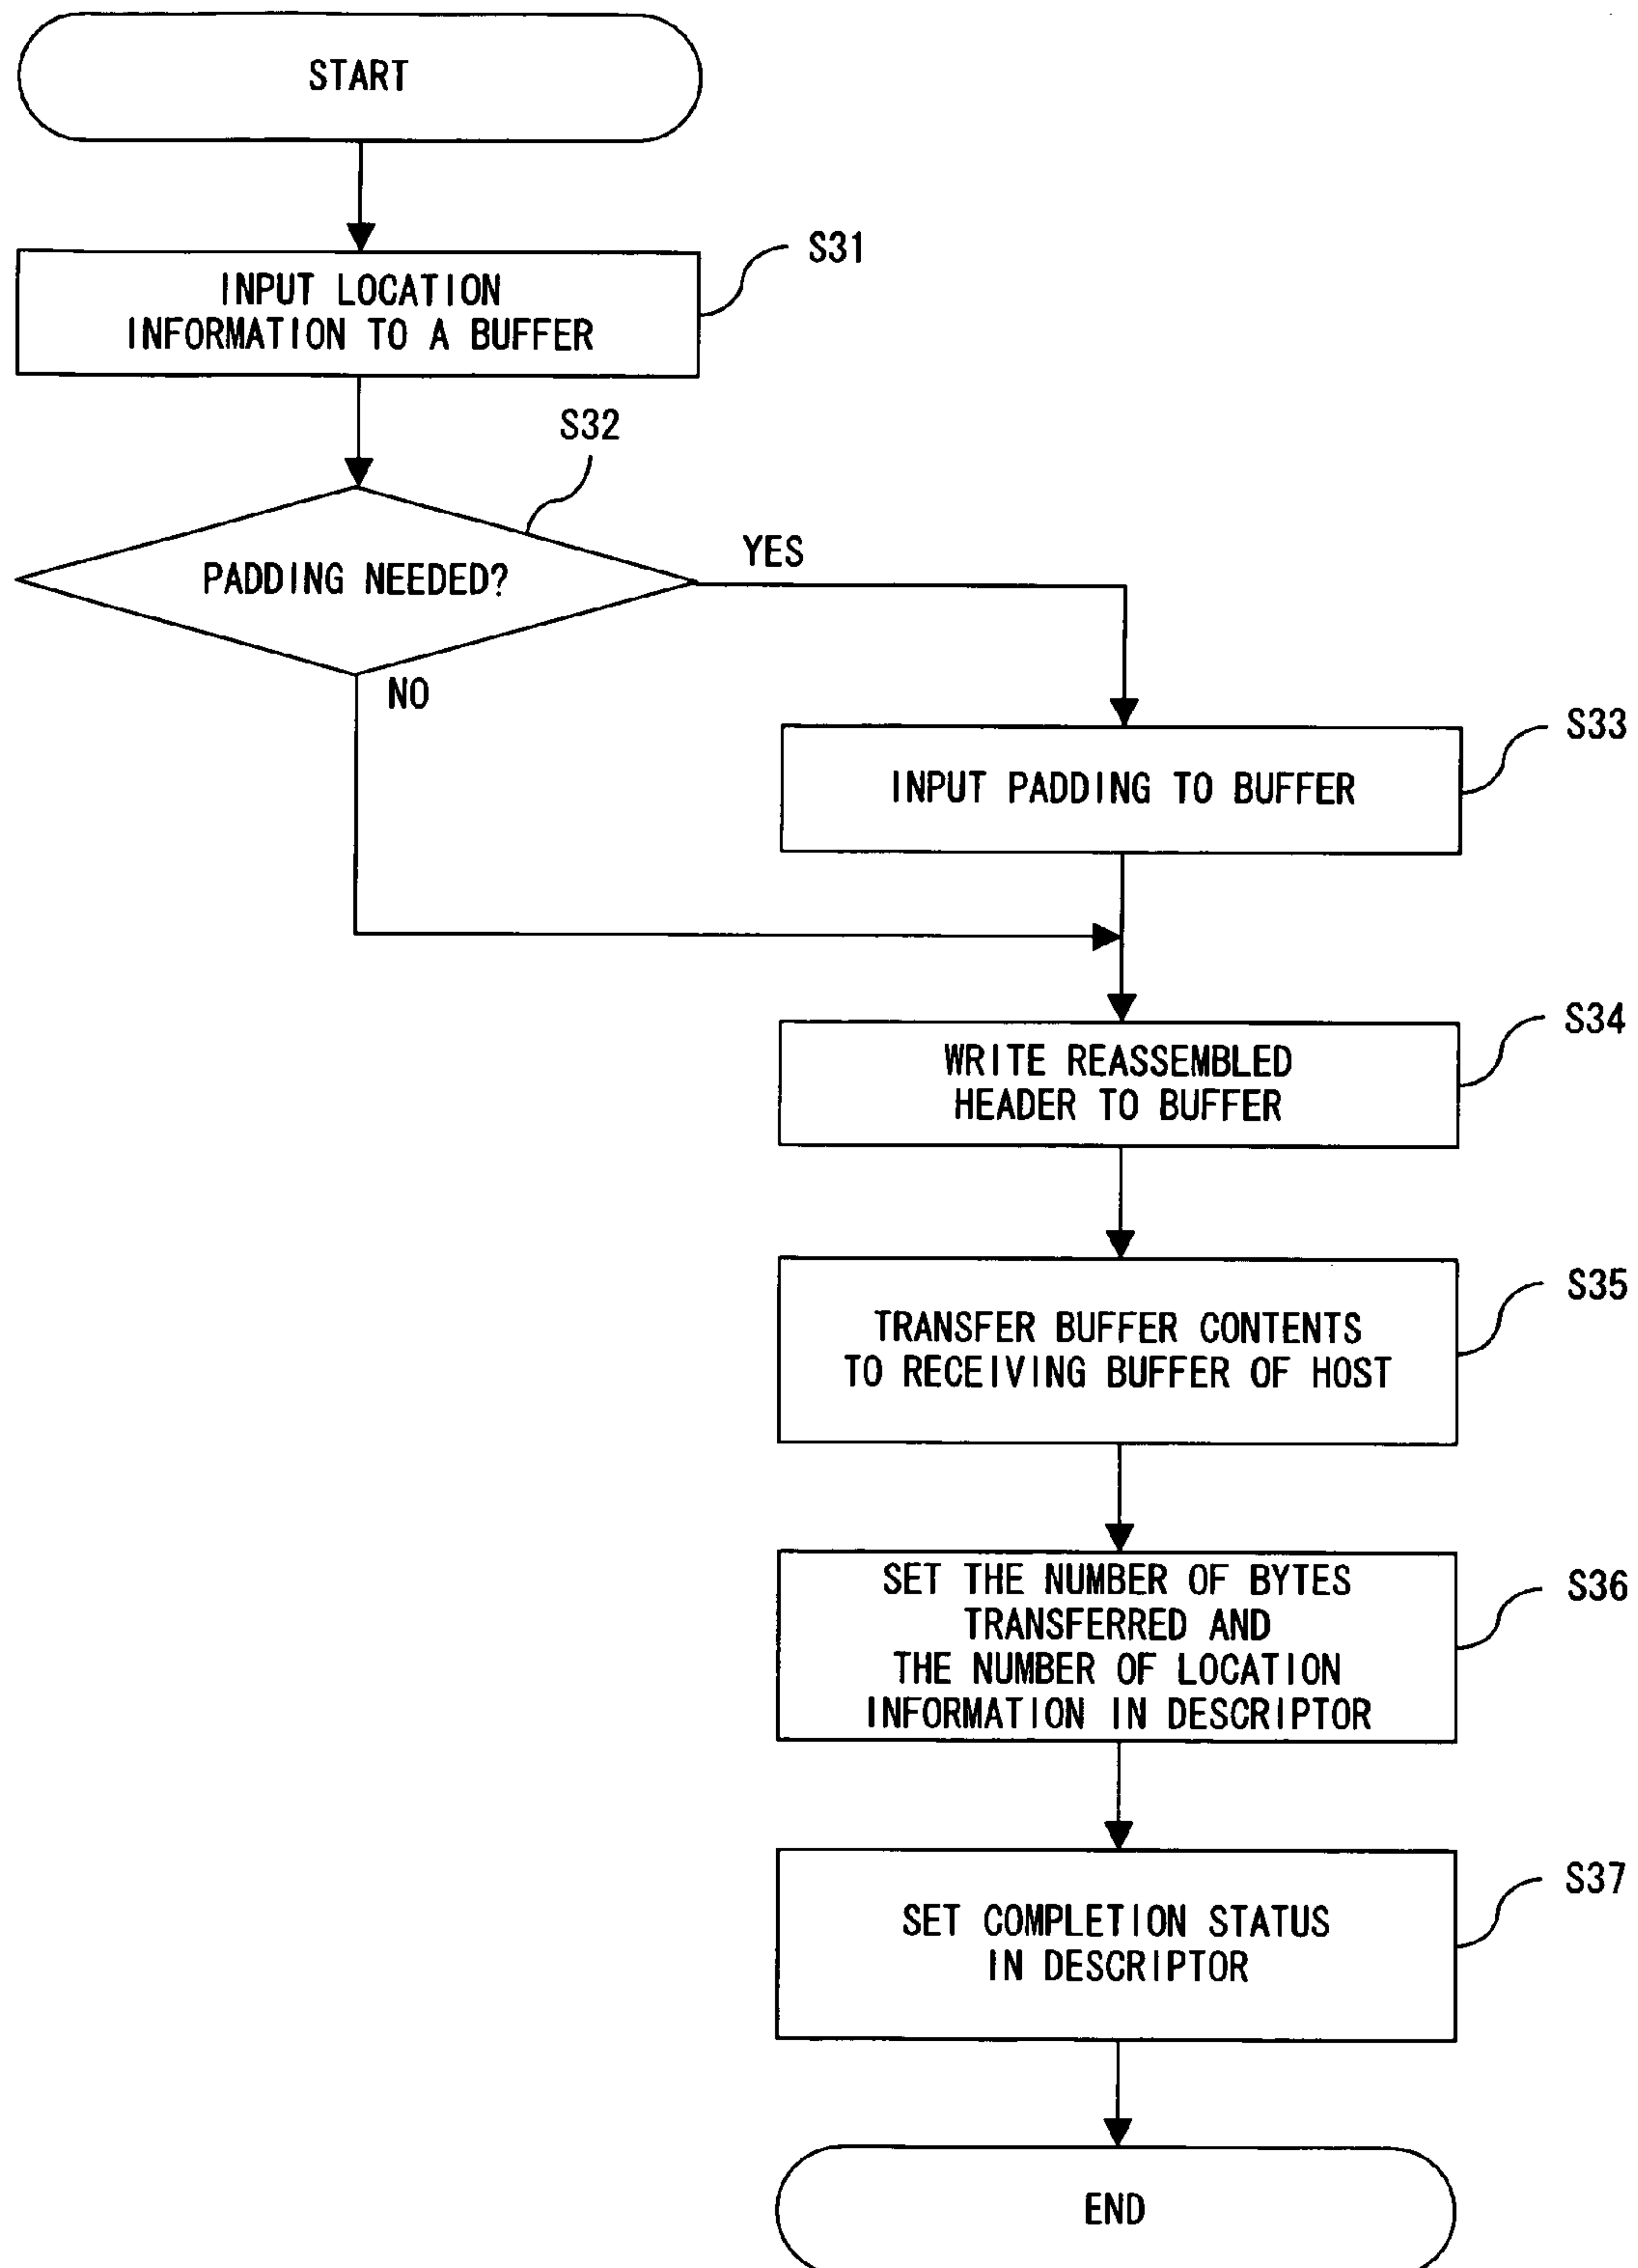 START
S31
INPUT LOCATION
INFORMATION TO A BUFFER
S32
PADDING NEEDED?
YES
NO
S33
INPUT PADDING TO BUFFER
S34
WRITE REASSEMBLED
HEADER TO BUFFER
S35
TRANSFER BUFFER CONTENTS
TO RECEIVING BUFFER OF HOST
S36
SET THE NUMBER OF BYTES
TRANSFERRED AND
THE NUMBER OF LOCATION
INFORMATION IN DESCRIPTOR
S37
SET COMPLETION STATUS
IN DESCRIPTOR
END